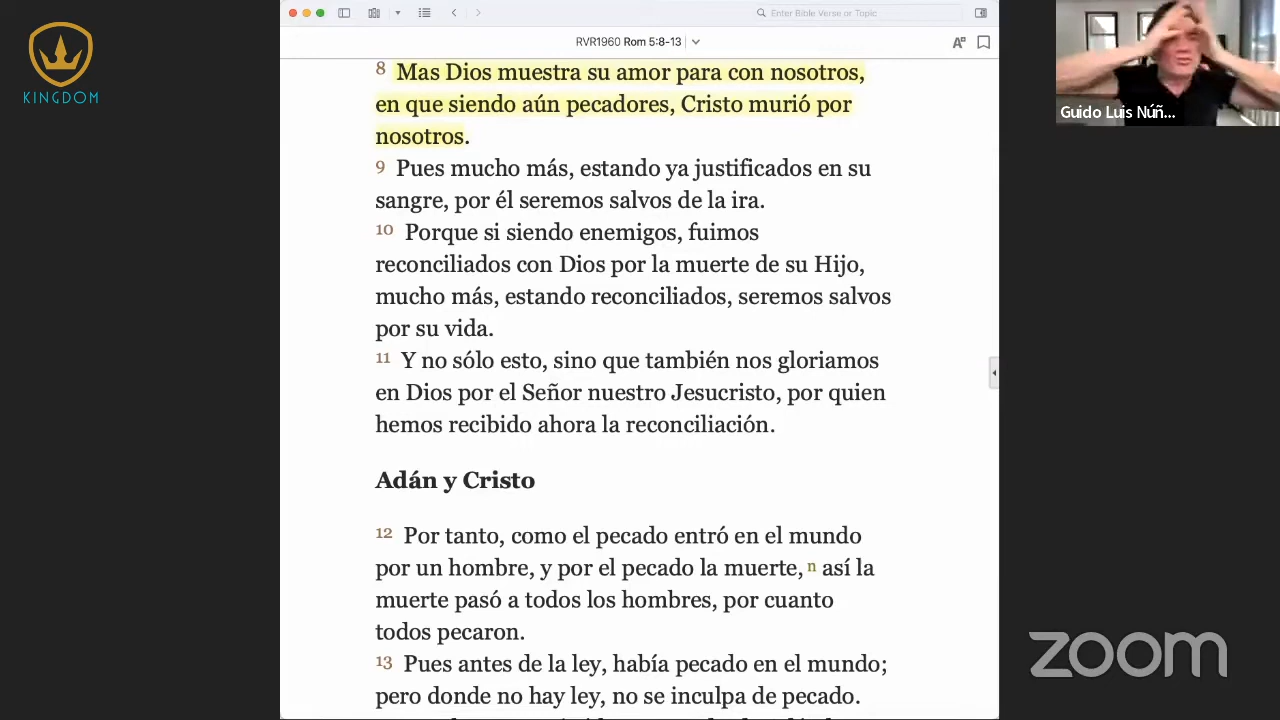 KINGDOM
Enter Bible Verse or Topic
RVR1960 Rom 5:8-13
A
8 Mas Dios muestra su amor para con nosotros,
en que siendo aún pecadores, Cristo murió por
nosotros.
9 Pues mucho más, estando ya justificados en su
sangre, por él seremos salvos de la ira.
10 Porque si siendo enemigos, fuimos
reconciliados con Dios por la muerte de su Hijo,
mucho más, estando reconciliados, seremos salvos
por su vida.
11 Y no sólo esto, sino que también nos gloriamos
en Dios por el Señor nuestro Jesucristo, por quien
hemos recibido ahora la reconciliación.
Adán y Cristo
12 Por tanto, como el pecado entró en el mundo
por un hombre, y por el pecado la muerte, n así la
muerte pasó a todos los hombres, por cuanto
todos pecaron.
13 Pues antes de la ley, había pecado en el mundo;
pero donde no hay ley, no se inculpa de pecado.
Guido Luis Núñ...
zoom